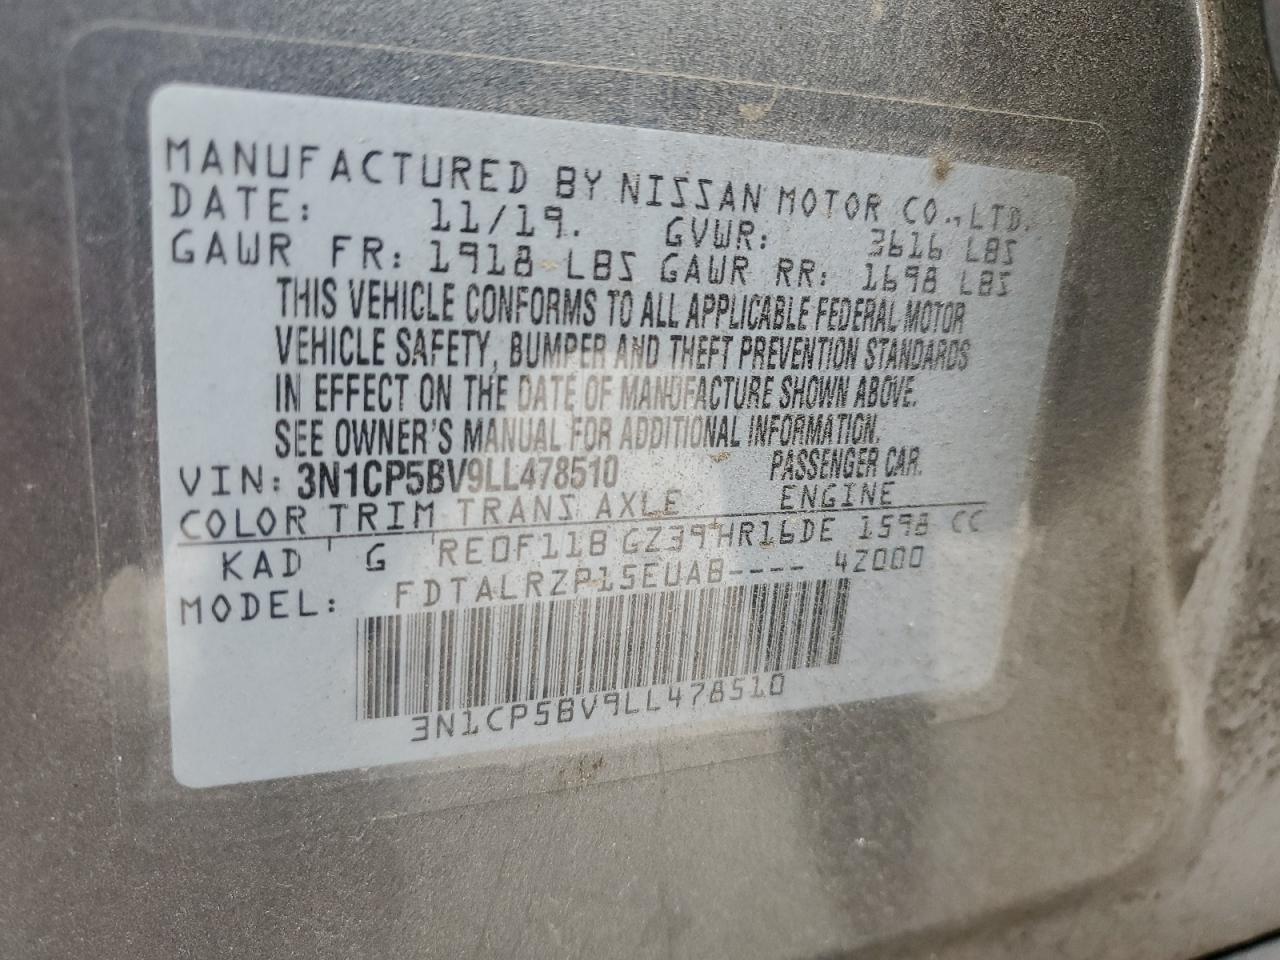 MANUFACTURED BY NISSAN MOTOR CO.,LTD.
DATE: 11/19. GVWR: 3616 LBS
GAWR FR: 1918 LBS GAWR RR: 1698 LBS
THIS VEHICLE CONFORMS TO ALL APPLICABLE FEDERAL MOTOR
VEHICLE SAFETY, BUMPER AND THEFT PREVENTION STANDARDS
IN EFFECT ON THE DATE OF MANUFACTURE SHOWN ABOVE.
SEE OWNER'S MANUAL FOR ADDITIONAL INFORMATION.
VIN: 3N1CP5BV9LL478510 PASSENGER CAR.
COLOR TRIM TRANS AXLE ENGINE
KAD G RE0F11B GZ39 HR16DE 1598 CC
MODEL: FDTALRZP15EUAB---- 42000
3N1CP5BV9LL478510